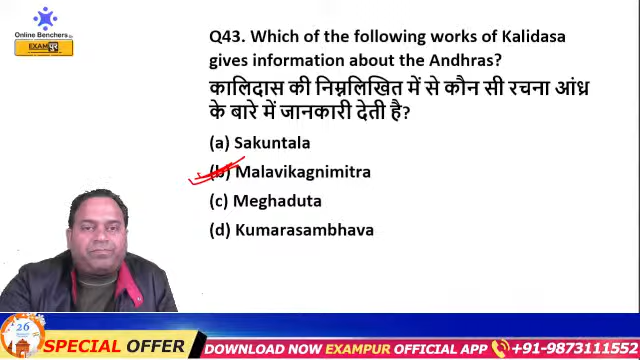 Online Benchers
EXAM पुर
Q43. Which of the following works of Kalidasa
gives information about the Andhras?
कालिदास की निम्नलिखित में से कौन सी रचना आंध्र
के बारे में जानकारी देती है?
(a) Sakuntala
(b) Malavikagnimitra
(c) Meghaduta
(d) Kumarasambhava
26
SPECIAL OFFER
DOWNLOAD NOW EXAMPUR OFFICIAL APP
+91-9873111552